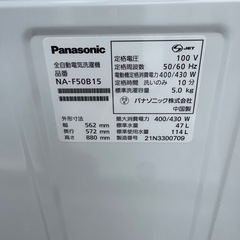 Panasonic
全自動電気洗濯機
品番
NA-F50B15
外形寸法
幅 562 mm
奥行 572 mm
高さ 880 mm
JET
定格電圧 100 V
定格周波数 50/60 Hz
電動機定格消費電力 400/430 W
定格時間 洗いのみ 10 分
標準洗濯容量 5.0 kg
パナソニック株式会社
中国製
最大消費電力 400/430 W
標準水量 47 L
標準使用水量 114 L
製造番号 21N3300709